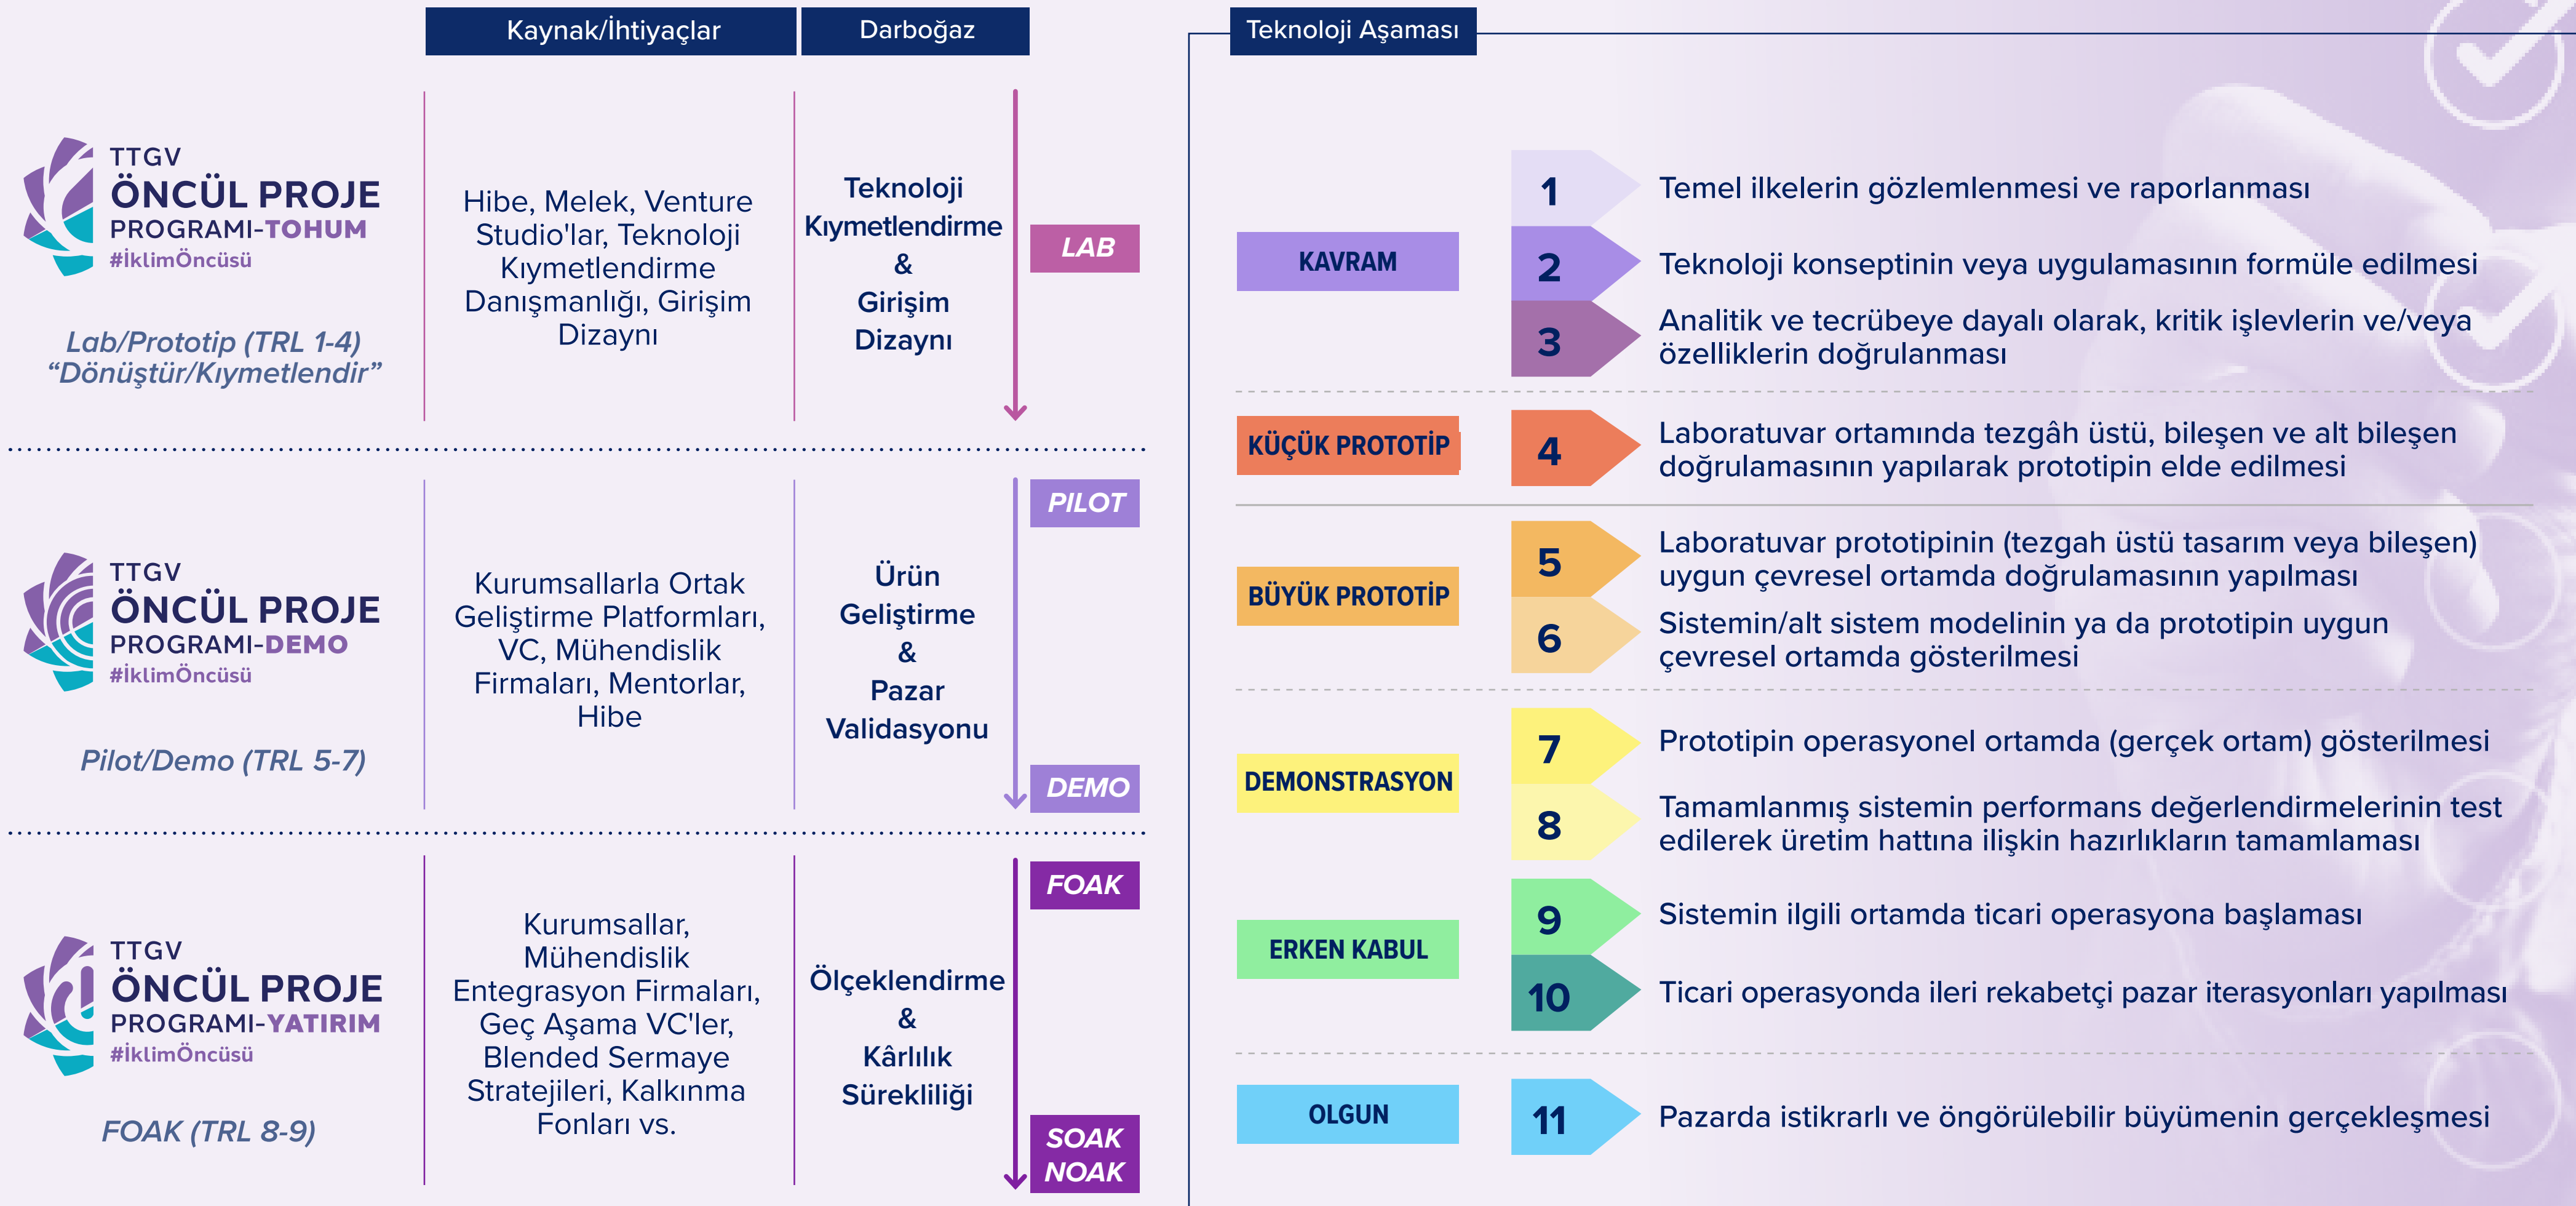 Kaynak/İhtiyaçlar
Darboğaz
TTGV
ÖNCÜL PROJE
PROGRAMI-TOHUM
#İklimÖncüsü
Lab/Prototip (TRL 1-4)
“Dönüştür/Kıymetlendir”
Hibe, Melek, Venture
Studio'lar, Teknoloji
Kıymetlendirme
Danışmanlığı, Girişim
Dizaynı
Teknoloji
Kıymetlendirme
&
Girişim
Dizaynı
LAB
TTGV
ÖNCÜL PROJE
PROGRAMI-DEMO
#İklimÖncüsü
Pilot/Demo (TRL 5-7)
Kurumsallarla Ortak
Geliştirme Platformları,
VC, Mühendislik
Firmaları, Mentorlar,
Hibe
Ürün
Geliştirme
&
Pazar
Validasyonu
PILOT
DEMO
TTGV
ÖNCÜL PROJE
PROGRAMI-YATIRIM
#İklimÖncüsü
FOAK (TRL 8-9)
Kurumsallar,
Mühendislik
Entegrasyon Firmaları,
Geç Aşama VC'ler,
Blended Sermaye
Stratejileri, Kalkınma
Fonları vs.
Ölçeklendirme
&
Kârlılık
Sürekliliği
FOAK
SOAK
NOAK
Teknoloji Aşaması
KAVRAM
1
Temel ilkelerin gözlemlenmesi ve raporlanması
2
Teknoloji konseptinin veya uygulamasının formüle edilmesi
3
Analitik ve tecrübeye dayalı olarak, kritik işlevlerin ve/veya
özelliklerin doğrulanması
KÜÇÜK PROTOTİP
4
Laboratuvar ortamında tezgâh üstü, bileşen ve alt bileşen
doğrulamasının yapılarak prototipin elde edilmesi
BÜYÜK PROTOTİP
5
Laboratuvar prototipinin (tezgah üstü tasarım veya bileşen)
uygun çevresel ortamda doğrulamasının yapılması
6
Sistemin/alt sistem modelinin ya da prototipin uygun
çevresel ortamda gösterilmesi
DEMONSTRASYON
7
Prototipin operasyonel ortamda (gerçek ortam) gösterilmesi
8
Tamamlanmış sistemin performans değerlendirmelerinin test
edilerek üretim hattına ilişkin hazırlıkların tamamlaması
ERKEN KABUL
9
Sistemin ilgili ortamda ticari operasyona başlaması
10
Ticari operasyonda ileri rekabetçi pazar iterasyonları yapılması
OLGUN
11
Pazarda istikrarlı ve öngörülebilir büyümenin gerçekleşmesi